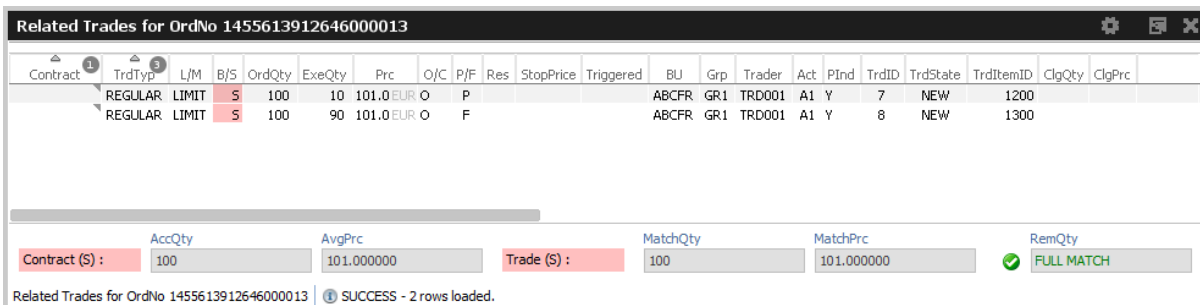 Related Trades for OrdNo 1455613912646000013
Contract 1 TrdTyp 3 L/M B/S OrdQty ExeQty Prc O/C P/F Res StopPrice Triggered BU Grp Trader Act PInd TrdID TrdState TrdItemID ClgQty ClgPrc
REGULAR LIMIT S 100 10 101.0 EUR O P ABCFR GR1 TRD001 A1 Y 7 NEW 1200
REGULAR LIMIT S 100 90 101.0 EUR O F ABCFR GR1 TRD001 A1 Y 8 NEW 1300
AccQty AvgPrc MatchQty MatchPrc RemQty
Contract (S) : 100 101.000000 Trade (S) : 100 101.000000 FULL MATCH
Related Trades for OrdNo 1455613912646000013 SUCCESS - 2 rows loaded.